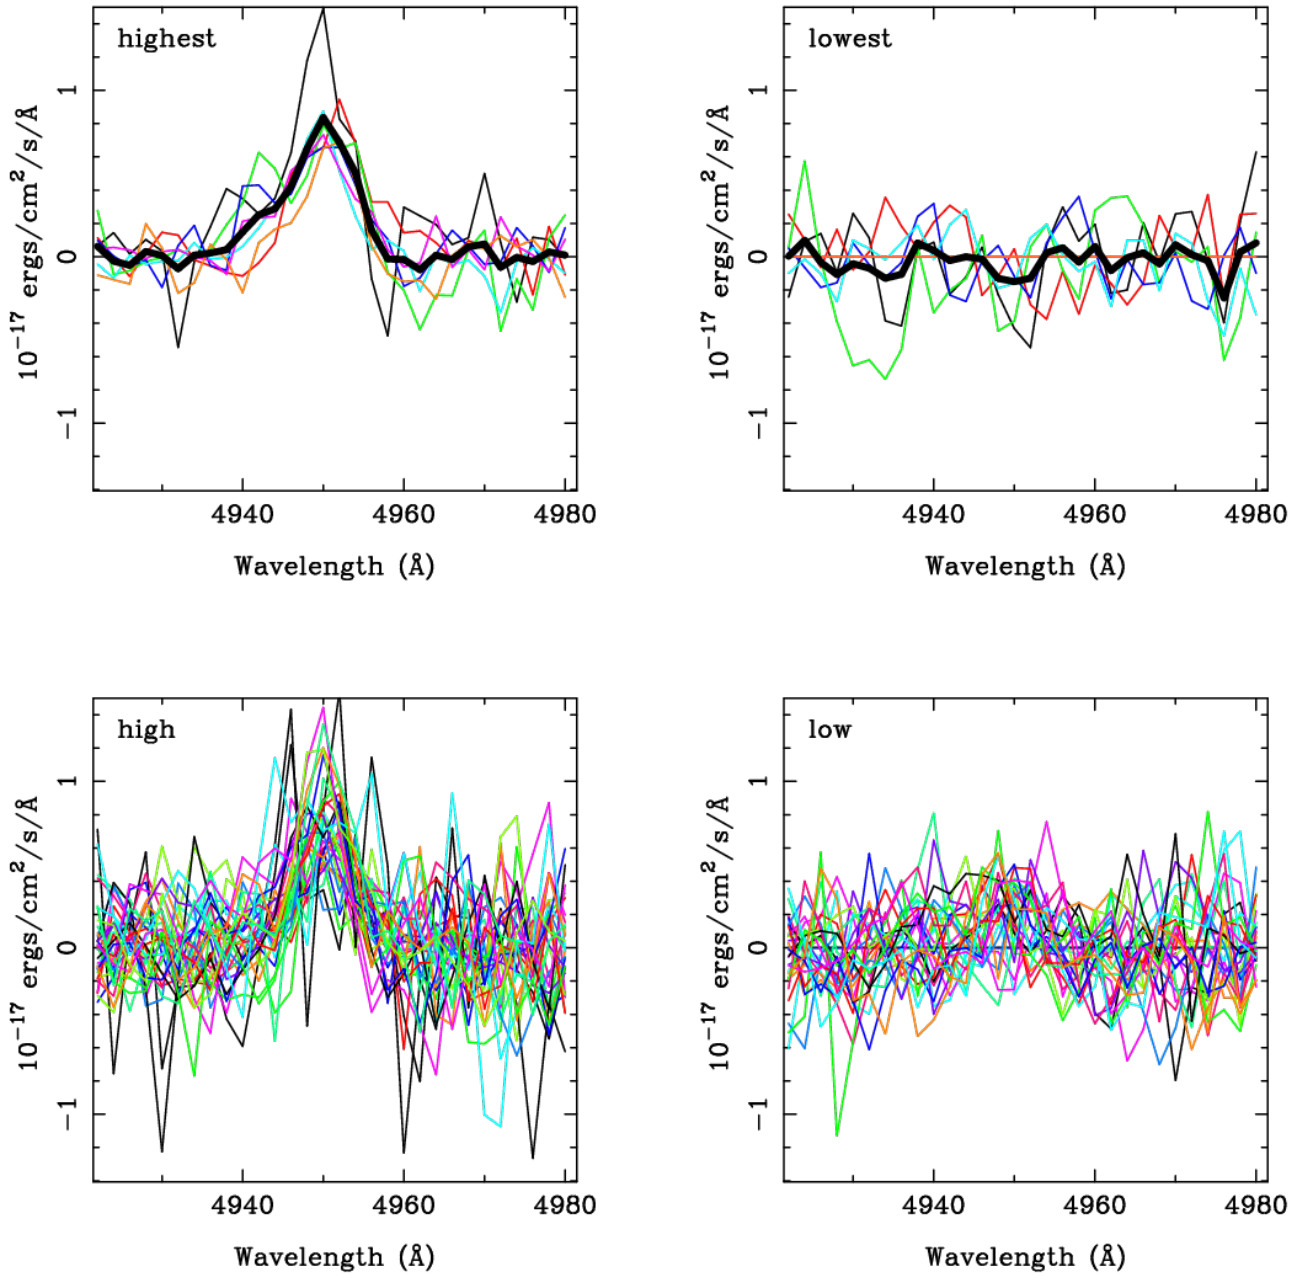 highest
1
0
−1
10⁻¹⁷ ergs/cm²/s/Å
4940 4960 4980
Wavelength (Å)
lowest
1
0
−1
10⁻¹⁷ ergs/cm²/s/Å
4940 4960 4980
Wavelength (Å)
high
1
0
−1
10⁻¹⁷ ergs/cm²/s/Å
4940 4960 4980
Wavelength (Å)
low
1
0
−1
10⁻¹⁷ ergs/cm²/s/Å
4940 4960 4980
Wavelength (Å)